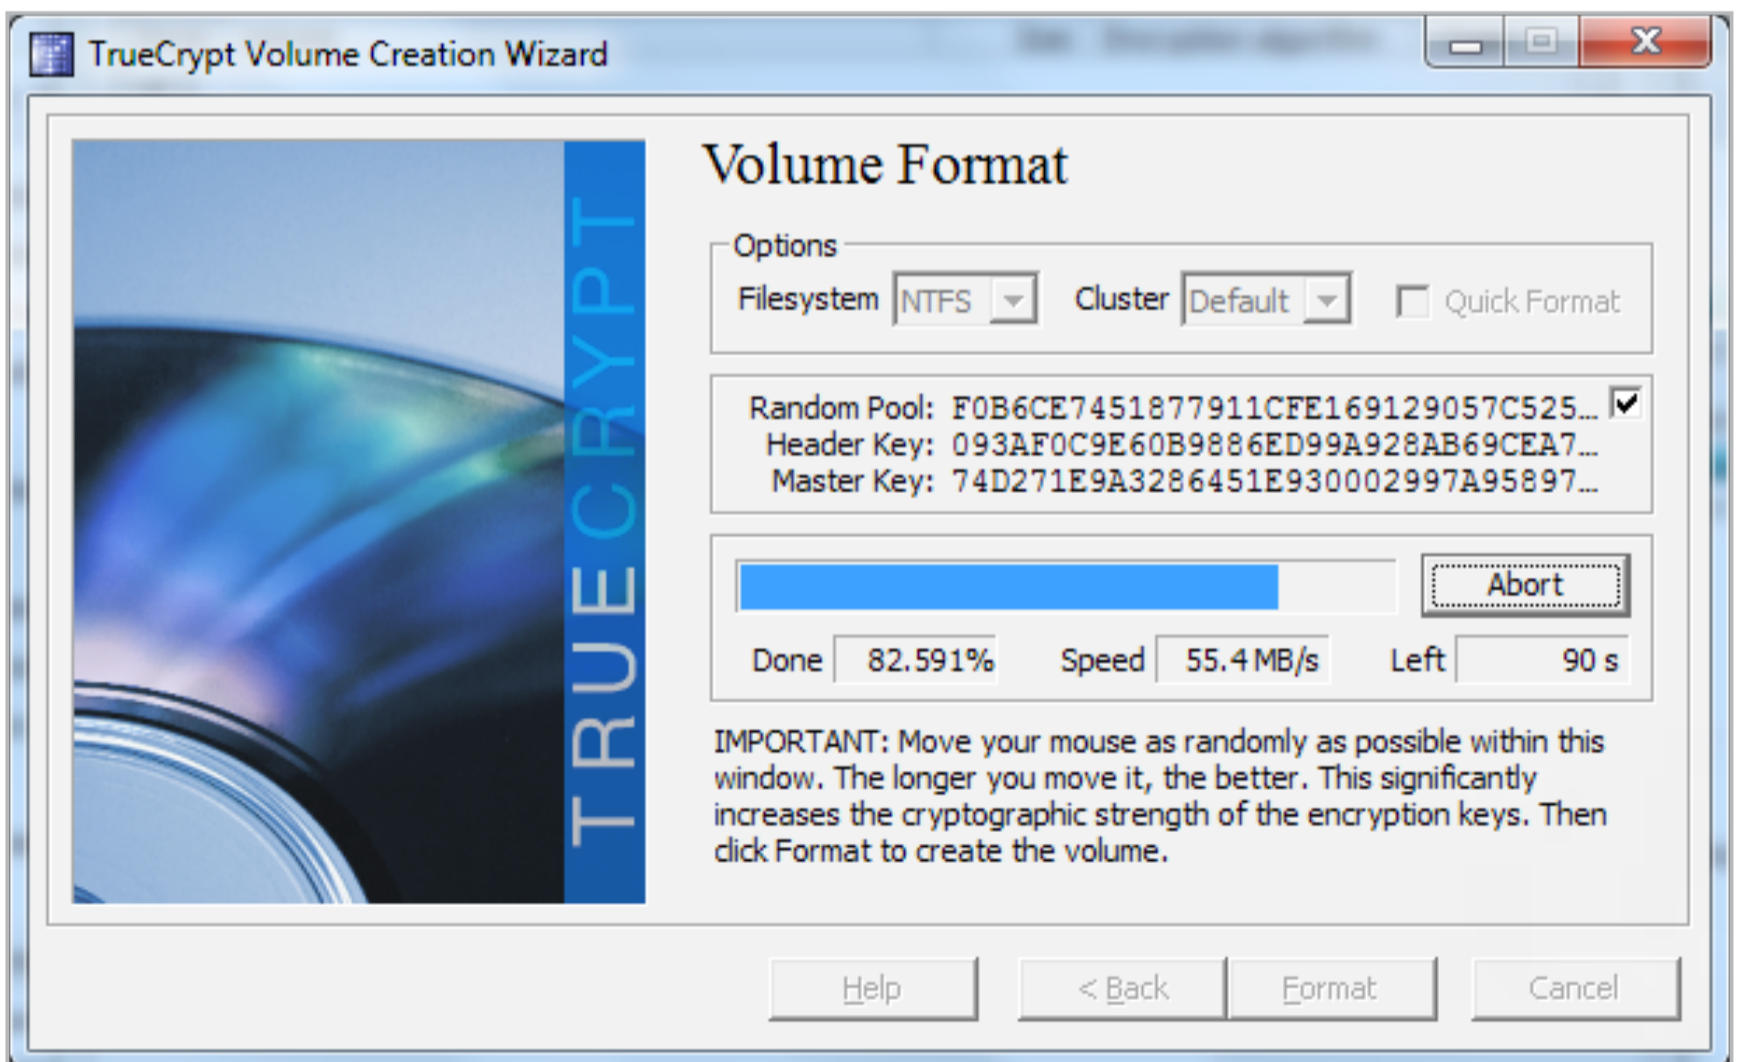 TrueCrypt Volume Creation Wizard
TRUECRYPT
Volume Format
Options
Filesystem NTFS Cluster Default Quick Format
Random Pool: F0B6CE7451877911CFE169129057C525...
Header Key: 093AF0C9E60B9886ED99A928AB69CEA7...
Master Key: 74D271E9A3286451E930002997A95897...
Abort
Done 82.591% Speed 55.4 MB/s Left 90 s
IMPORTANT: Move your mouse as randomly as possible within this
window. The longer you move it, the better. This significantly
increases the cryptographic strength of the encryption keys. Then
click Format to create the volume.
Help < Back Format Cancel